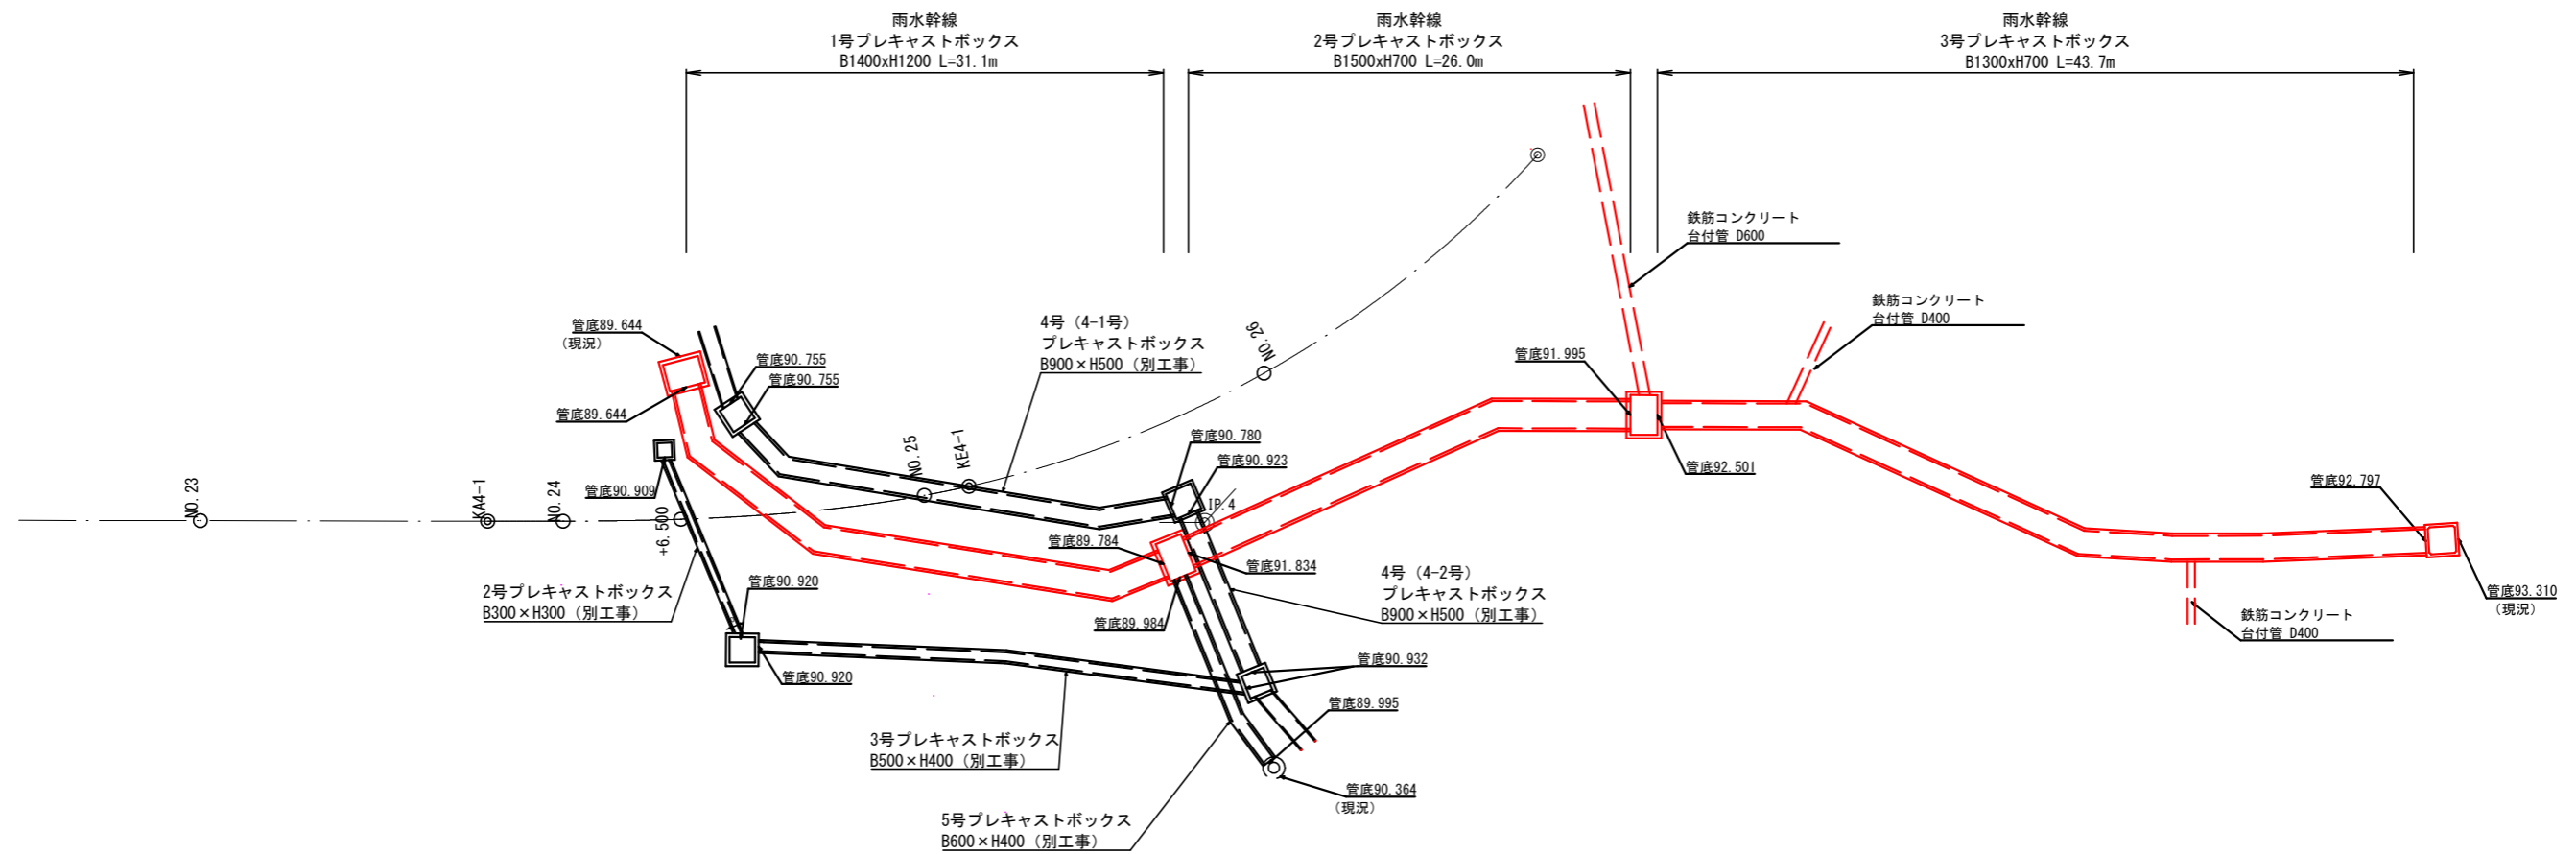 雨水幹線
1号プレキャストボックス
B1400xH1200 L=31.1m
雨水幹線
2号プレキャストボックス
B1500xH700 L=26.0m
雨水幹線
3号プレキャストボックス
B1300xH700 L=43.7m
鉄筋コンクリート
台付管 D600
鉄筋コンクリート
台付管 D400
管底89.644
(現況)
管底90.755
管底90.755
管底89.644
4号（4-1号）
プレキャストボックス
B900×H500（別工事）
NO.26
管底91.995
管底92.501
管底90.780
管底90.923
IP.4
NO.25
KE4-1
管底90.909
NO.23
KA4-1
NO.24
+6.500
管底92.797
管底93.310
(現況)
管底89.784
管底91.834
管底89.984
2号プレキャストボックス
B300×H300（別工事）
管底90.920
管底90.920
4号（4-2号）
プレキャストボックス
B900×H500（別工事）
鉄筋コンクリート
台付管 D400
管底90.932
管底89.995
3号プレキャストボックス
B500×H400（別工事）
管底90.364
(現況)
5号プレキャストボックス
B600×H400（別工事）